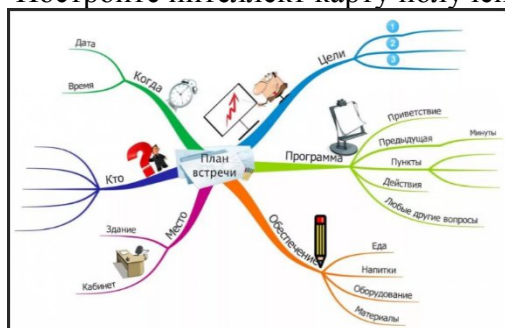 Постройте интеллект-карту
План
встречи
Цели
1
2
3
Программа
Приветствие
Предыдущая
Минуты
Пункты
Действия
Любые другие вопросы
Обеспечение
Еда
Напитки
Оборудование
Материалы
Место
Здание
Кабинет
Кто
Когда
Дата
Время